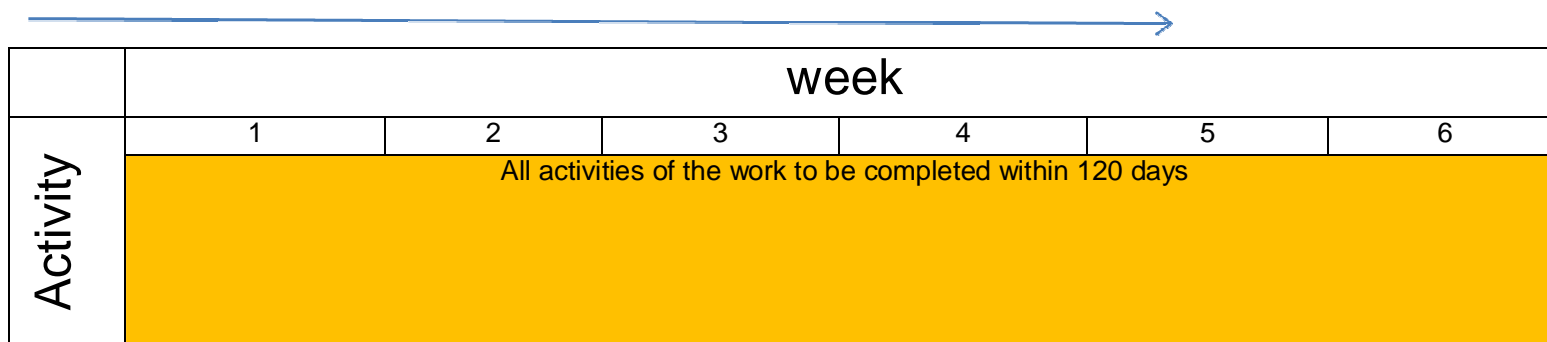 week
1 2 3 4 5 6
All activities of the work to be completed within 120 days
Activity